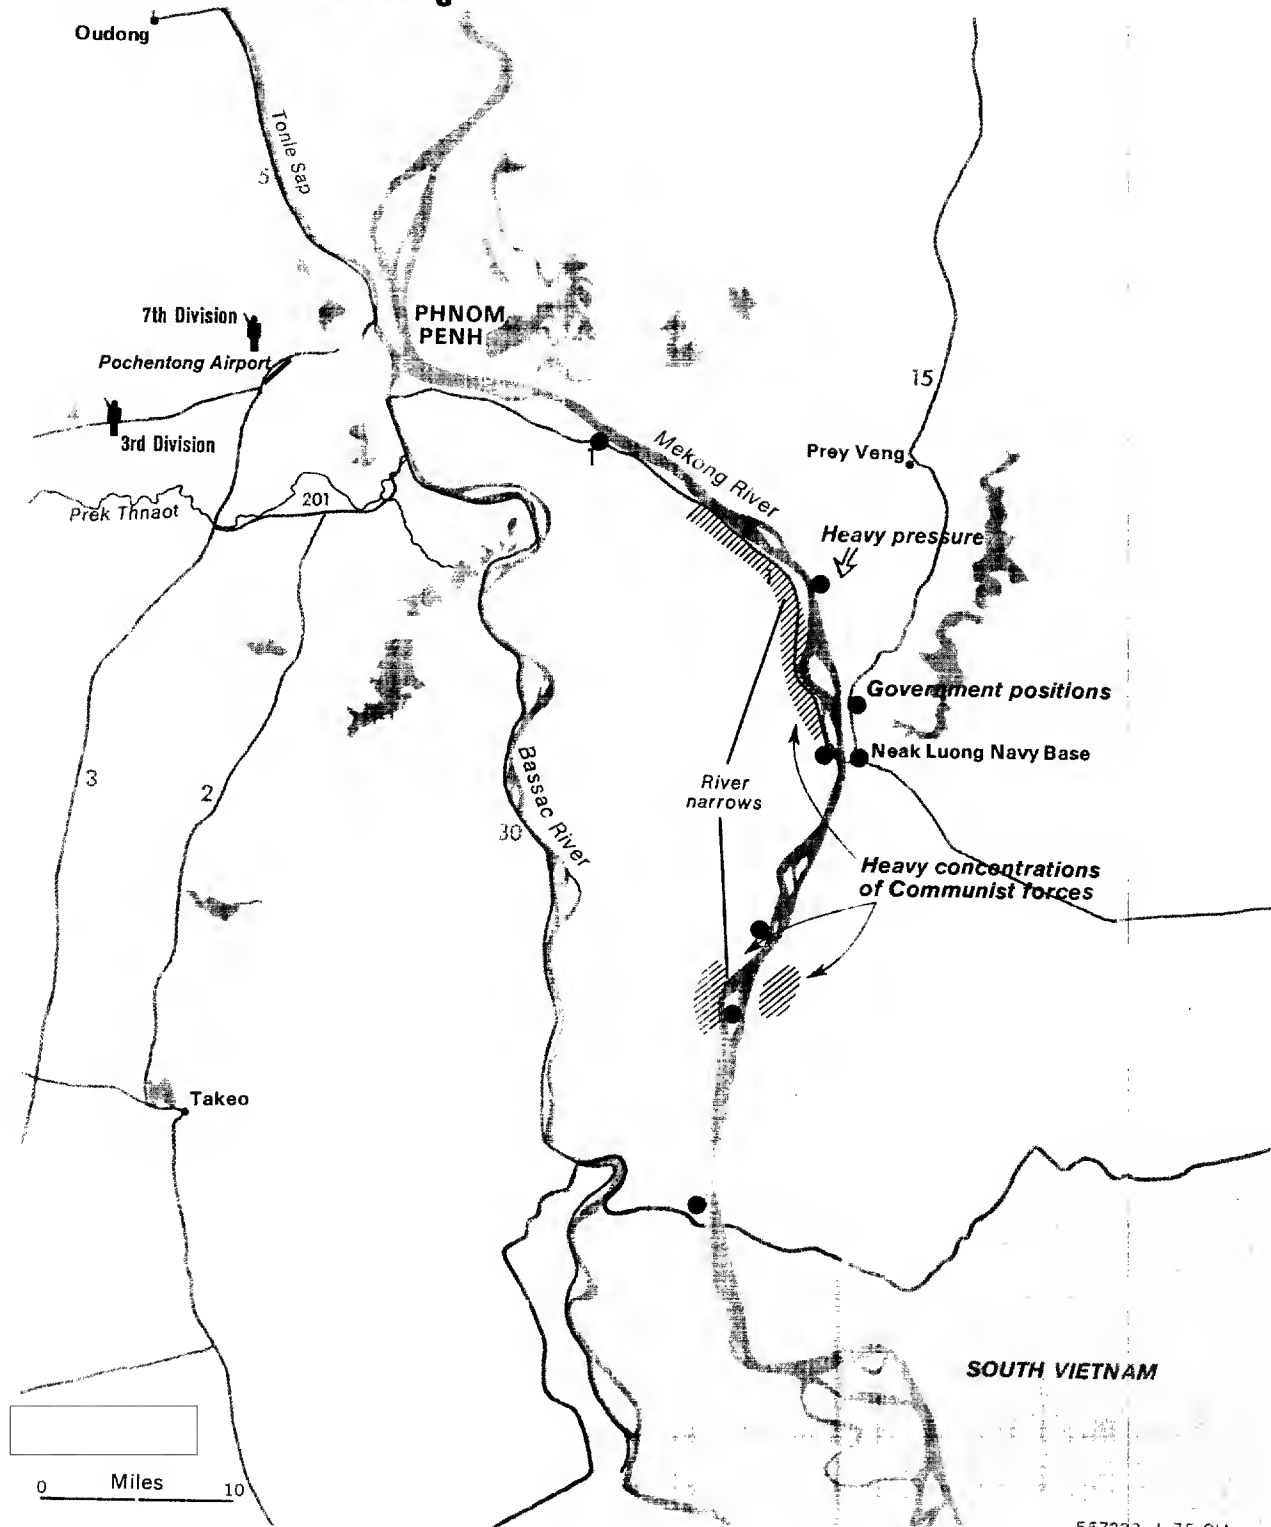 Oudong
Tonle Sap
5
7th Division
PHNOM
PENH
Pochentong Airport
15
4
3rd Division
1
Mekong River
Prey Veng
201
Prek Thnaot
Heavy pressure
Government positions
Neak Luong Navy Base
3
2
Bassac River
River
narrows
30
Heavy concentrations
of Communist forces
Takeo
SOUTH VIETNAM
Miles
0 10